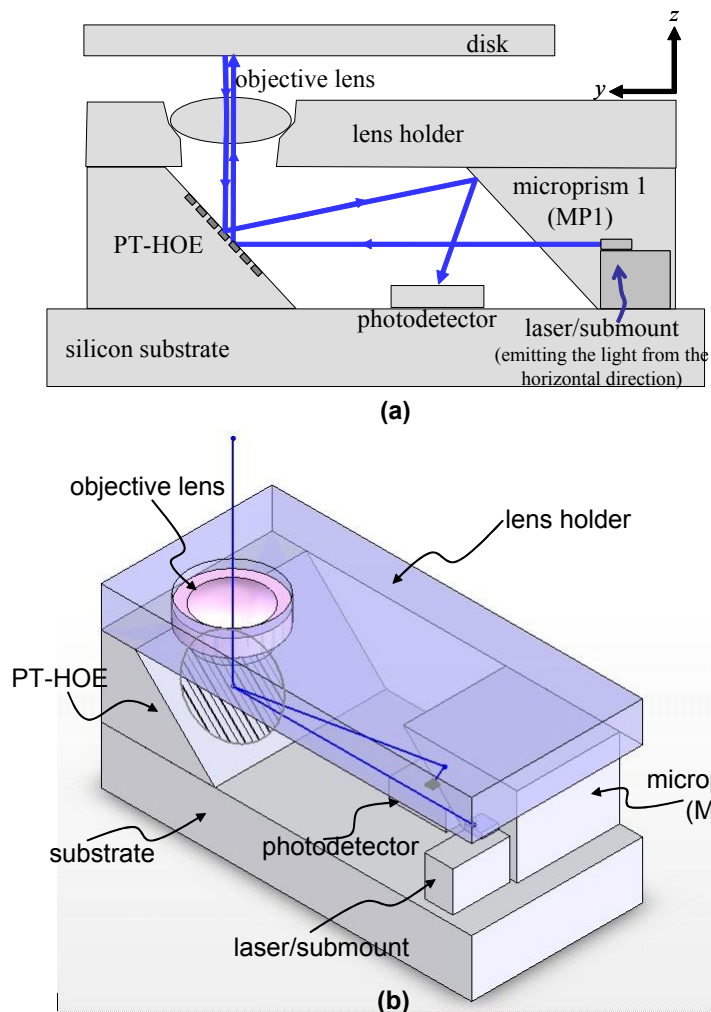 z
disk
objective lens
y
lens holder
microprism 1
(MP1)
PT-HOE
photodetector
laser/submount
(emitting the light from the
horizontal direction)
silicon substrate
(a)
objective lens
lens holder
PT-HOE
microp
(M
photodetector
substrate
laser/submount
(b)